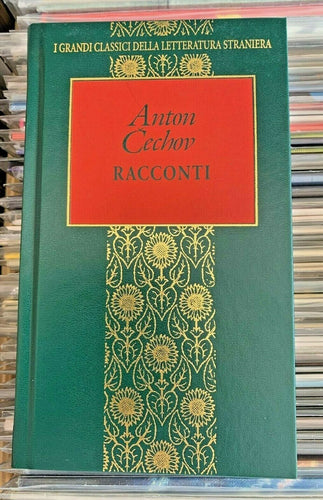 I GRANDI CLASSICI DELLA LETTERATURA STRANIERA
Anton
Cechov
RACCONTI